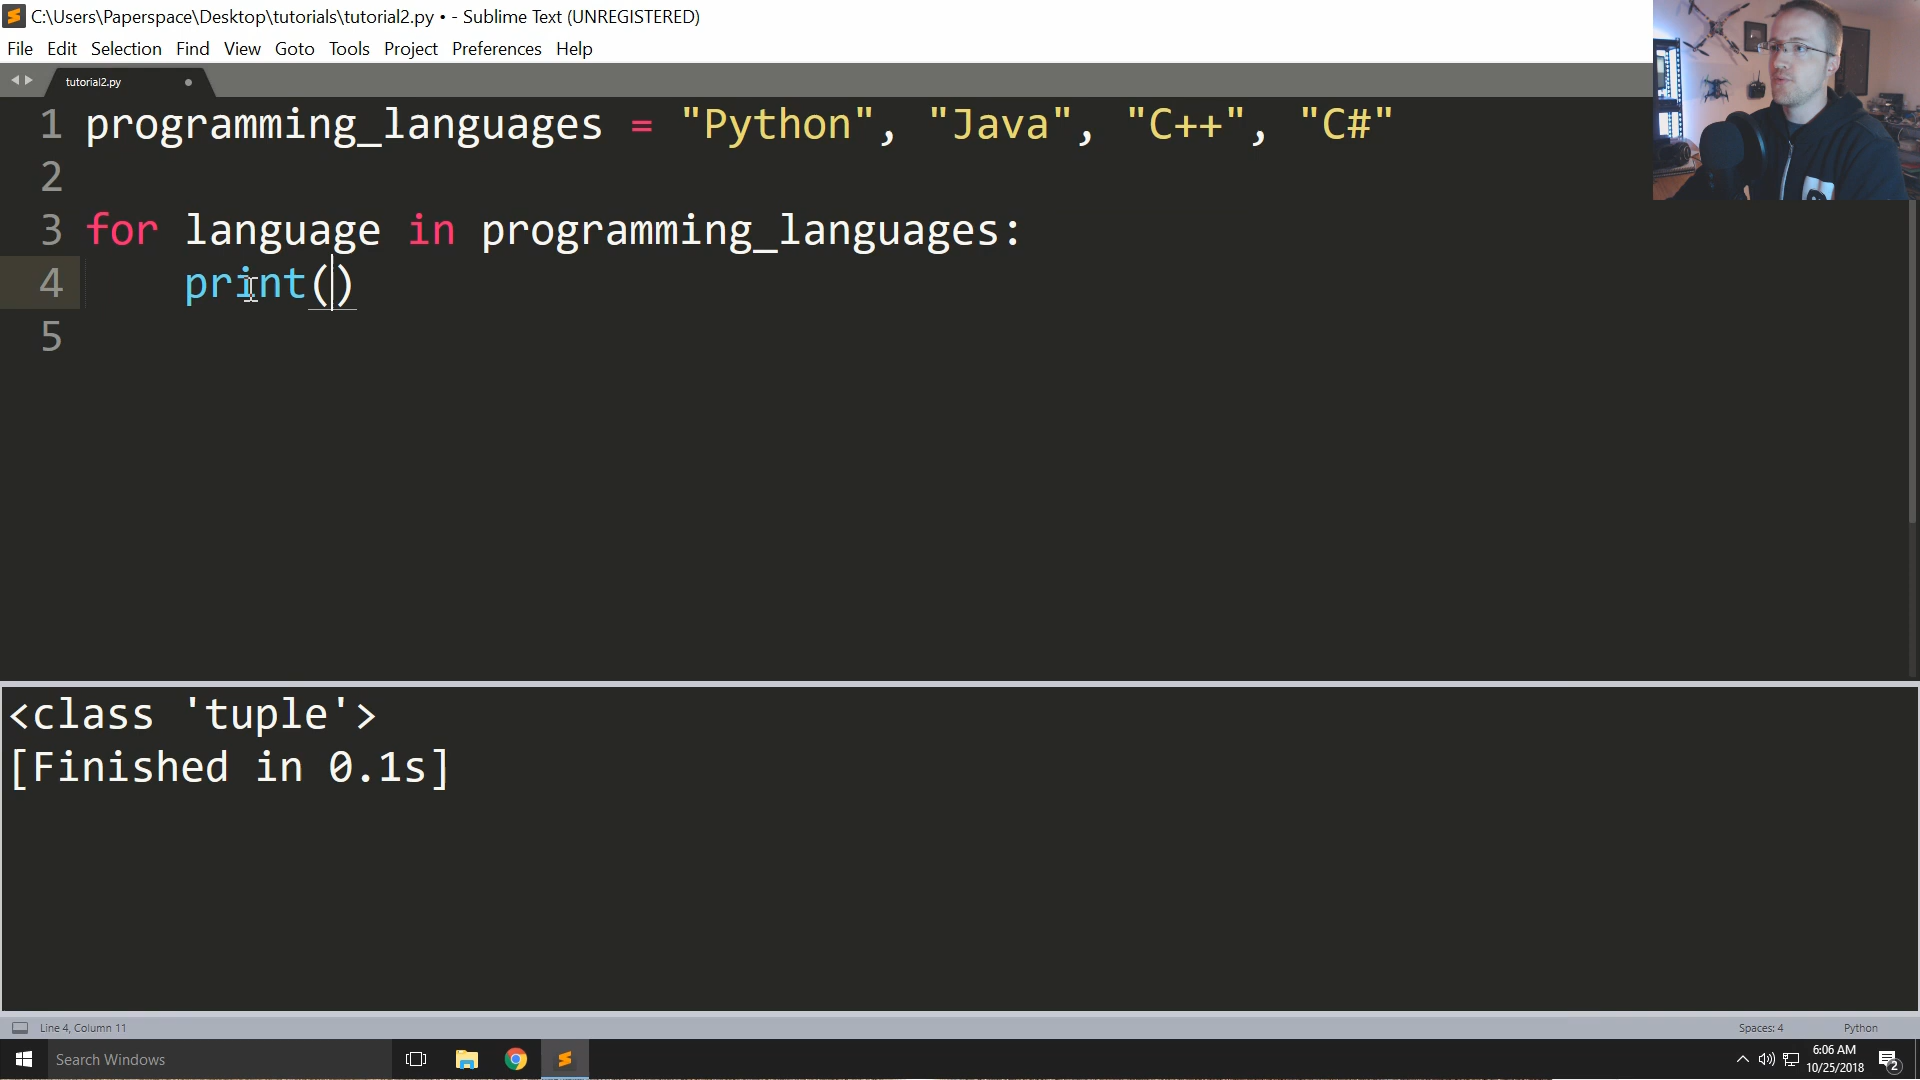 C:\Users\Paperspace\Desktop\tutorials\tutorial2.py • - Sublime Text (UNREGISTERED)
File Edit Selection Find View Goto Tools Project Preferences Help
tutorial2.py
1 programming_languages = "Python", "Java", "C++", "C#"
2
3 for language in programming_languages:
4     print()
5
<class 'tuple'>
[Finished in 0.1s]
Line 4, Column 11 Spaces: 4 Python
Search Windows
6:06 AM
10/25/2018
2